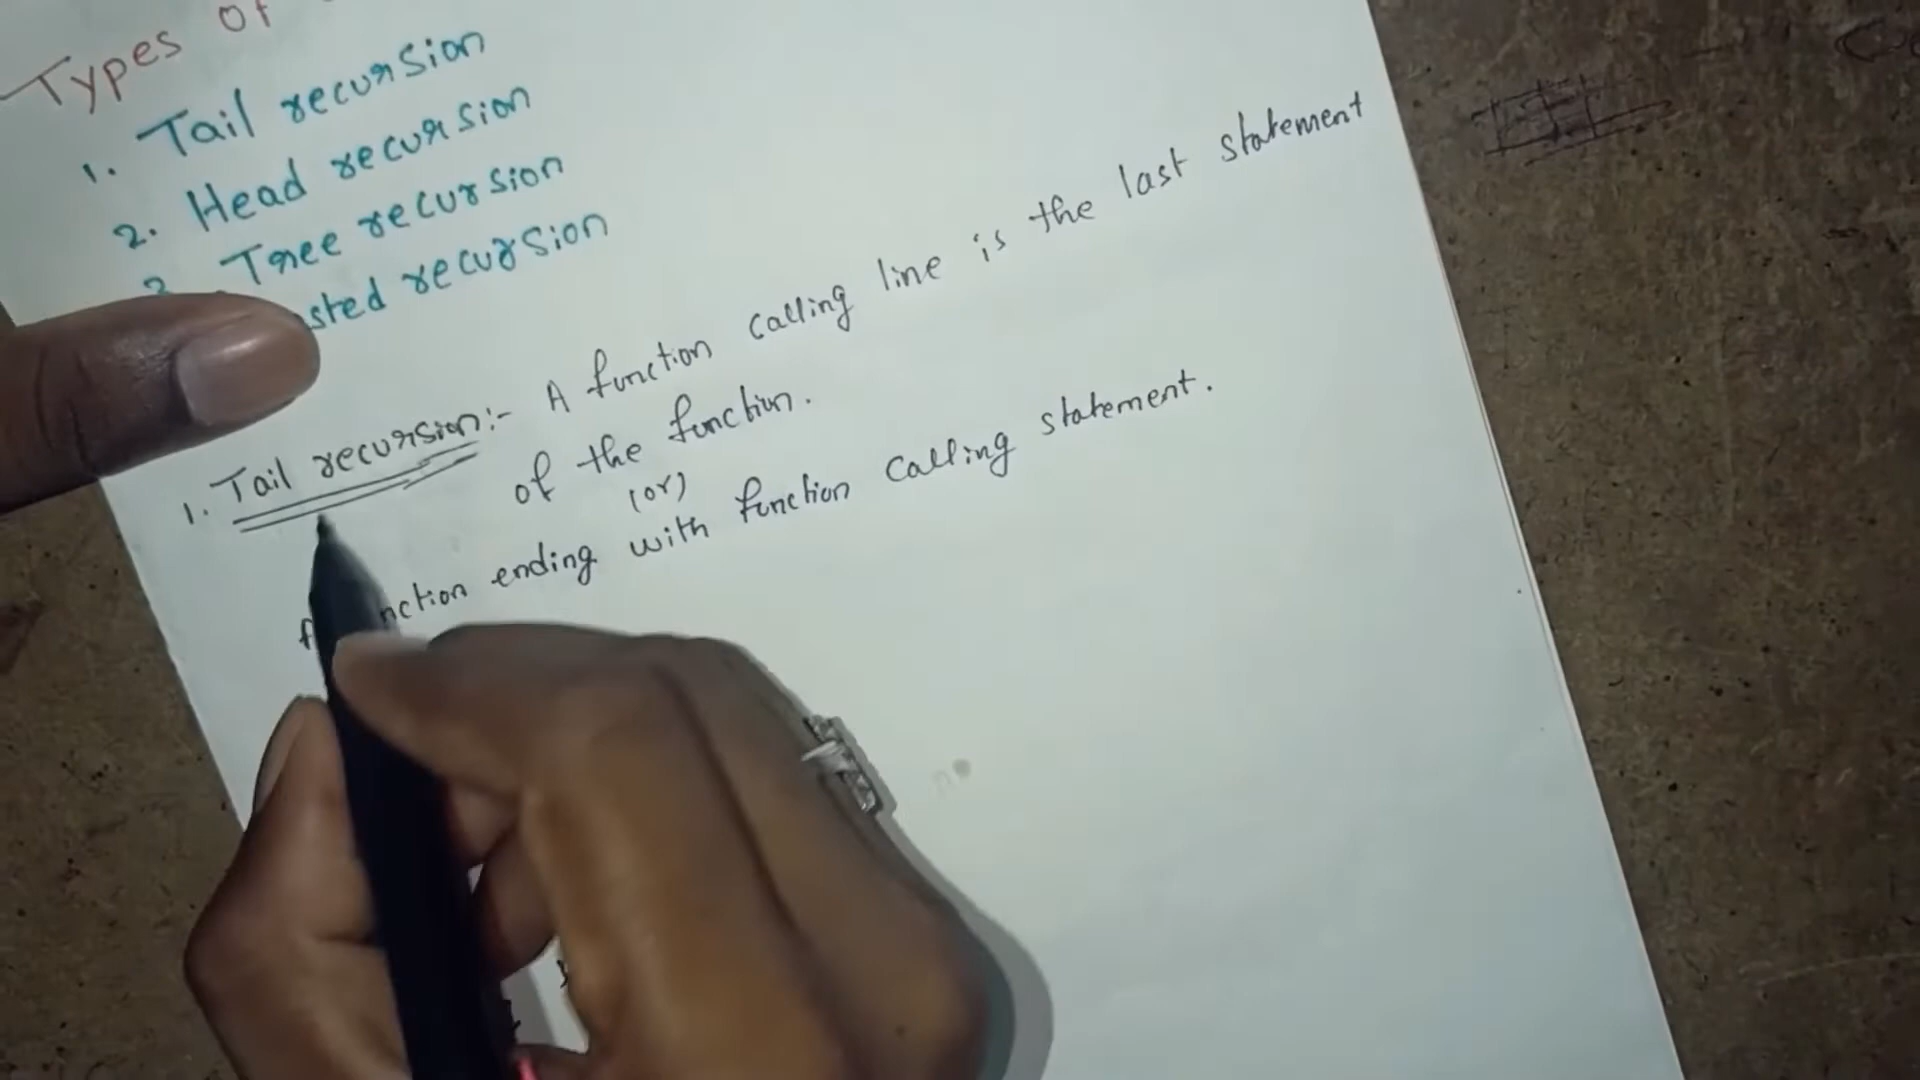 Types of
1. Tail recursion
2. Head recursion
Tree recursion
sted recursion
1. Tail recursion:- A function calling line is the last statement
of the function.
(or)
ending with function calling statement.